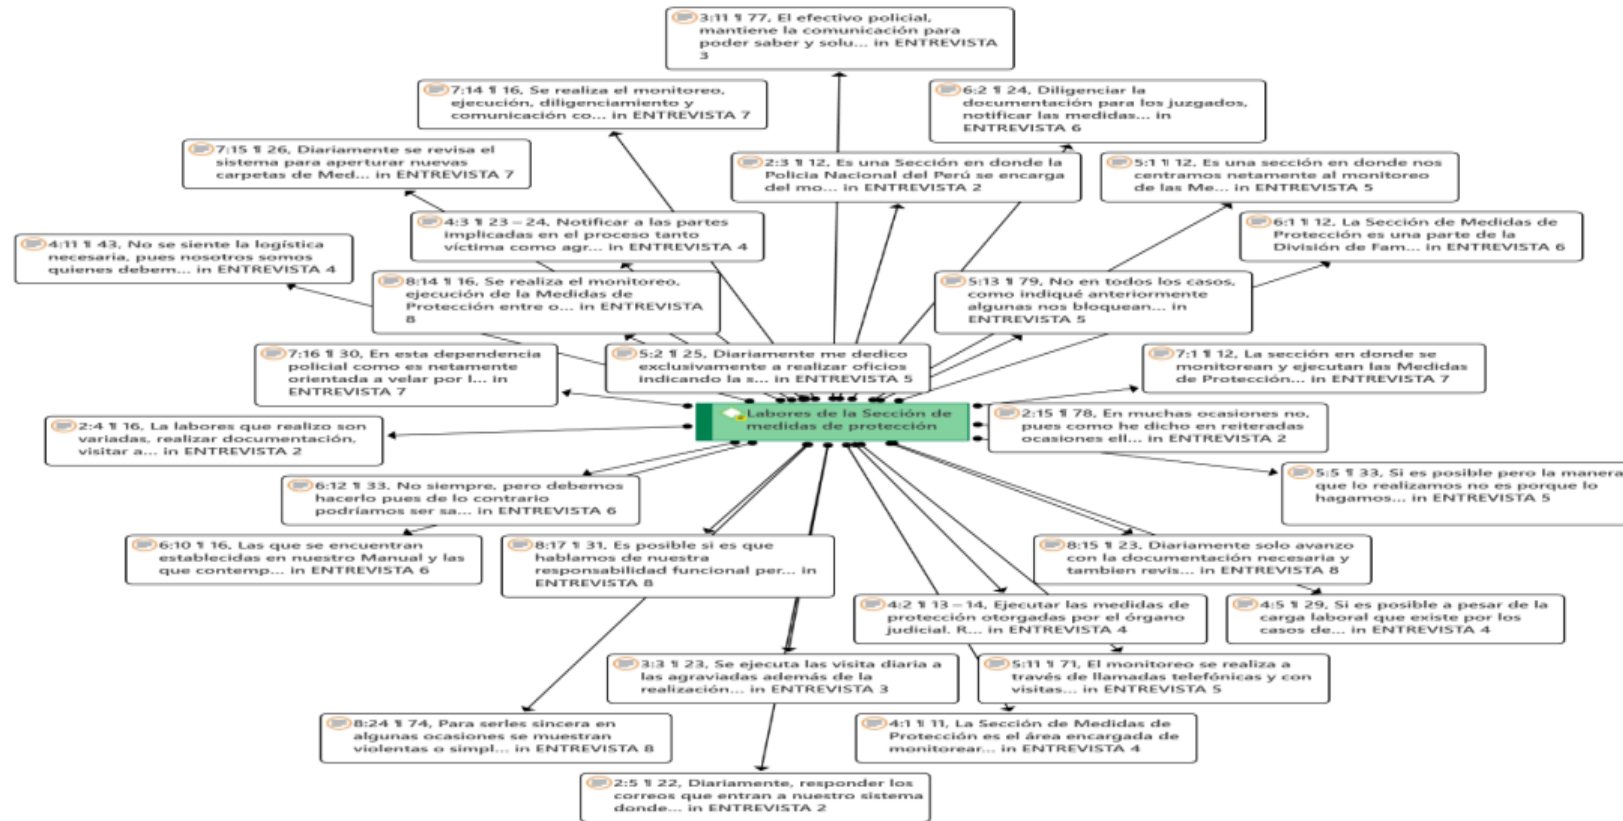 3:11 ¶ 77, El efectivo policial,
mantiene la comunicación para
poder saber y solu... in ENTREVISTA
3
7:14 ¶ 16, Se realiza el monitoreo,
ejecución, diligenciamiento y
comunicación co... in ENTREVISTA 7
6:2 ¶ 24, Diligenciar la
documentación para los juzgados,
notificar las medidas... in
ENTREVISTA 6
7:15 ¶ 26, Diariamente se revisa el
sistema para aperturar nuevas
carpetas de Med... in ENTREVISTA 7
2:3 ¶ 12, Es una Sección en donde la
Policia Nacional del Perú se encarga
del mo... in ENTREVISTA 2
5:1 ¶ 12, Es una sección en donde nos
centramos netamente al monitoreo
de las Me... in ENTREVISTA 5
4:3 ¶ 23 – 24, Notificar a las partes
implicadas en el proceso tanto
víctima como agr... in ENTREVISTA 4
6:1 ¶ 12, La Sección de Medidas de
Protección es una parte de la
División de Fam... in ENTREVISTA 6
4:11 ¶ 43, No se siente la logística
necesaria, pues nosotros somos
quienes debem... in ENTREVISTA 4
8:14 ¶ 16, Se realiza el monitoreo,
ejecución de la Medidas de
Protección entre o... in ENTREVISTA
8
5:13 ¶ 79, No en todos los casos,
como indiqué anteriormente
algunas nos bloquean... in
ENTREVISTA 5
7:16 ¶ 30, En esta dependencia
policial como es netamente
orientada a velar por l... in
ENTREVISTA 7
5:2 ¶ 25, Diariamente me dedico
exclusivamente a realizar oficios
indicando la s... in ENTREVISTA 5
7:1 ¶ 12, La sección en donde se
monitorean y ejecutan las Medidas
de Protección... in ENTREVISTA 7
Labores de la Sección de
medidas de protección
2:15 ¶ 78, En muchas ocasiones no,
pues como he dicho en reiteradas
ocasiones ell... in ENTREVISTA 2
2:4 ¶ 16, La labores que realizo son
variadas, realizar documentación,
visitar a... in ENTREVISTA 2
5:5 ¶ 33, Si es posible pero la manera
que lo realizamos no es porque lo
hagamos... in ENTREVISTA 5
6:12 ¶ 33, No siempre, pero debemos
hacerlo pues de lo contrario
podríamos ser sa... in ENTREVISTA 6
6:10 ¶ 16, Las que se encuentran
establecidas en nuestro Manual y las
que contemp... in ENTREVISTA 6
8:17 ¶ 31, Es posible si es que
hablamos de nuestra
responsabilidad funcional per... in
ENTREVISTA 8
8:15 ¶ 23, Diariamente solo avanzo
con la documentación necesaria y
tambien revis... in ENTREVISTA 8
4:2 ¶ 13 – 14, Ejecutar las medidas de
protección otorgadas por el órgano
judicial. R... in ENTREVISTA 4
4:5 ¶ 29, Si es posible a pesar de la
carga laboral que existe por los
casos de... in ENTREVISTA 4
3:3 ¶ 23, Se ejecuta las visita diaria a
las agraviadas además de la
realización... in ENTREVISTA 3
5:11 ¶ 71, El monitoreo se realiza a
través de llamadas telefónicas y con
visitas... in ENTREVISTA 5
8:24 ¶ 74, Para serles sincera en
algunas ocasiones se muestran
violentas o simpl... in ENTREVISTA 8
4:1 ¶ 11, La Sección de Medidas de
Protección es el área encargada de
monitorear... in ENTREVISTA 4
2:5 ¶ 22, Diariamente, responder los
correos que entran a nuestro sistema
donde... in ENTREVISTA 2